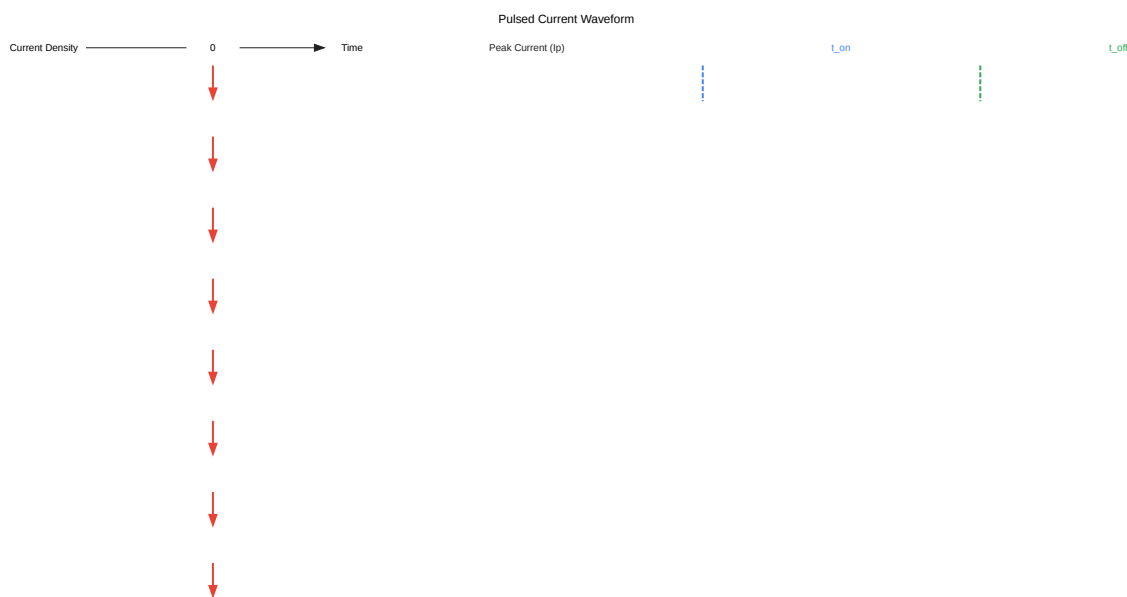 Pulsed Current Waveform
Current Density 0 Time Peak Current (Ip) t_on t_off